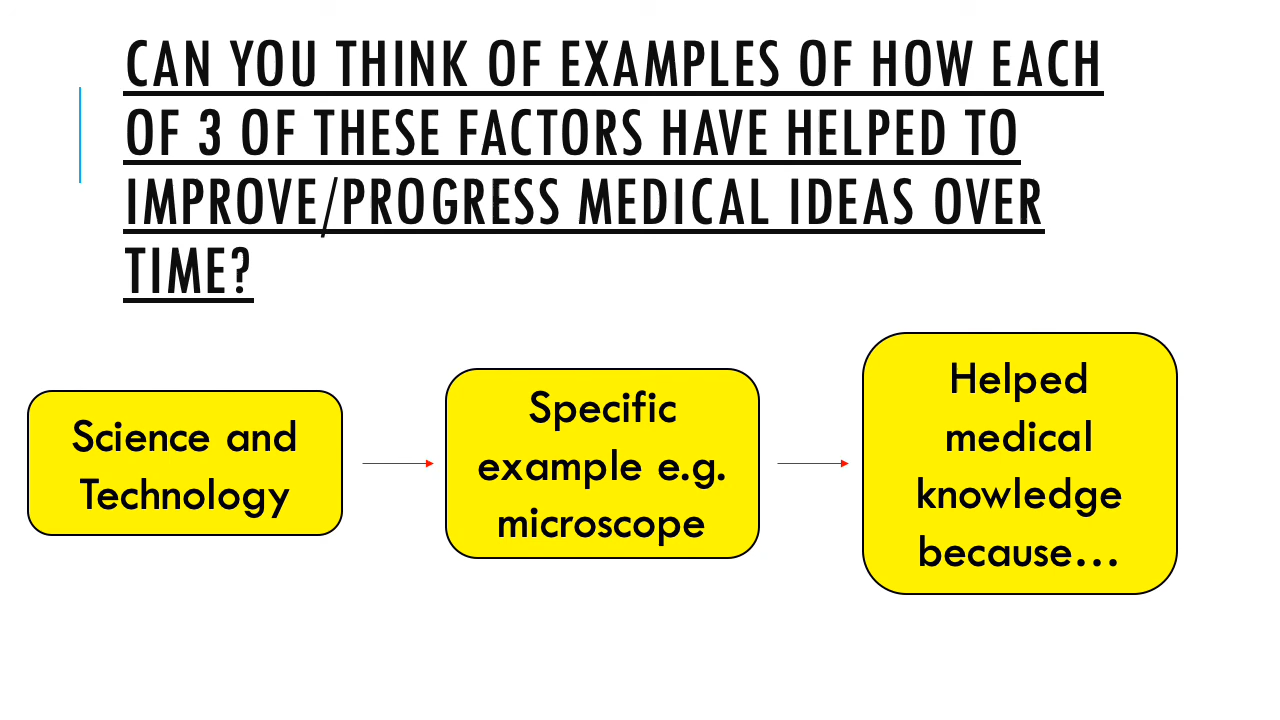 CAN YOU THINK OF EXAMPLES OF HOW EACH
OF 3 OF THESE FACTORS HAVE HELPED TO
IMPROVE/PROGRESS MEDICAL IDEAS OVER
TIME?
Science and
Technology
Specific
example e.g.
microscope
Helped
medical
knowledge
because…